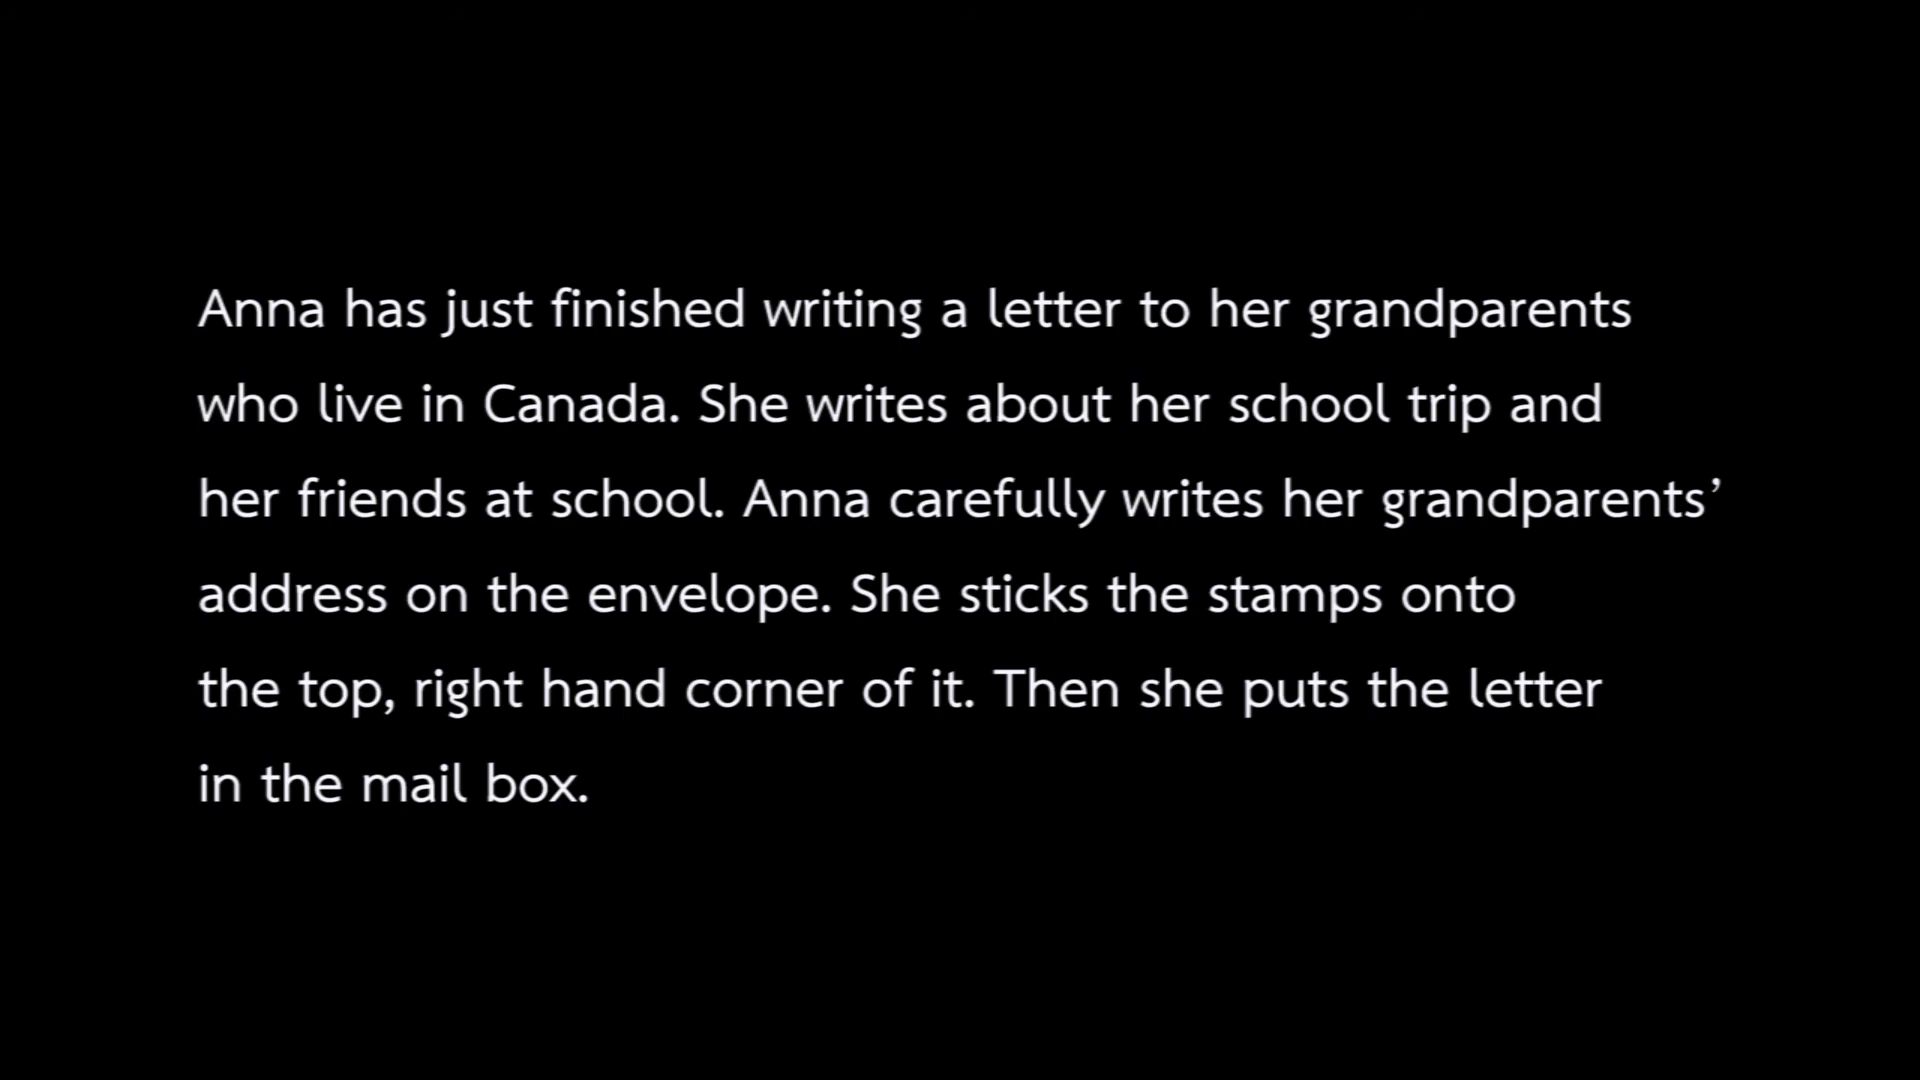 Anna has just finished writing a letter to her grandparents
who live in Canada. She writes about her school trip and
her friends at school. Anna carefully writes her grandparents’
address on the envelope. She sticks the stamps onto
the top, right hand corner of it. Then she puts the letter
in the mail box.